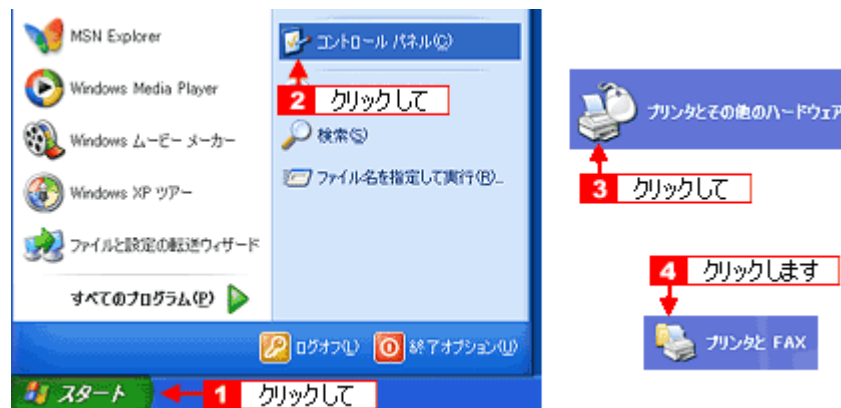 MSN Explorer
Windows Media Player
Windows ムービー メーカー
Windows XP ツアー
ファイルと設定の転送ウィザード
すべてのプログラム(P)
コントロール パネル(C)
2 クリックして
検索(S)
ファイル名を指定して実行(R)...
ログオフ(L)
終了オプション(U)
スタート
1 クリックして
プリンタとその他のハードウェア
3 クリックして
4 クリックします
プリンタと FAX